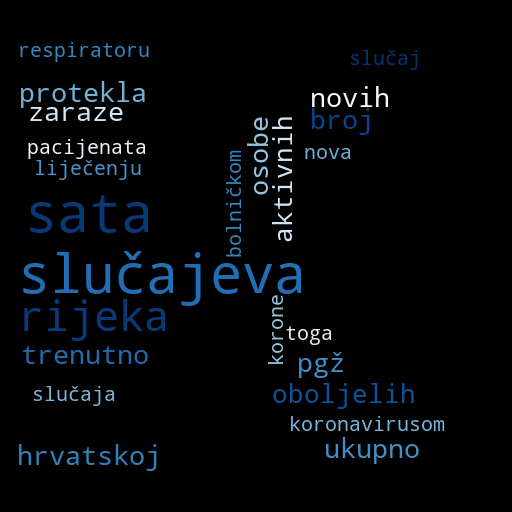 respiratoru
slučaj
protekla
novih
zaraze
broj
pacijenata
nova
liječenju
bolničkom
osobe
aktivnih
sata
slučajeva
rijeka
korone
toga
trenutno
pgž
slučaja
oboljelih
koronavirusom
hrvatskoj
ukupno